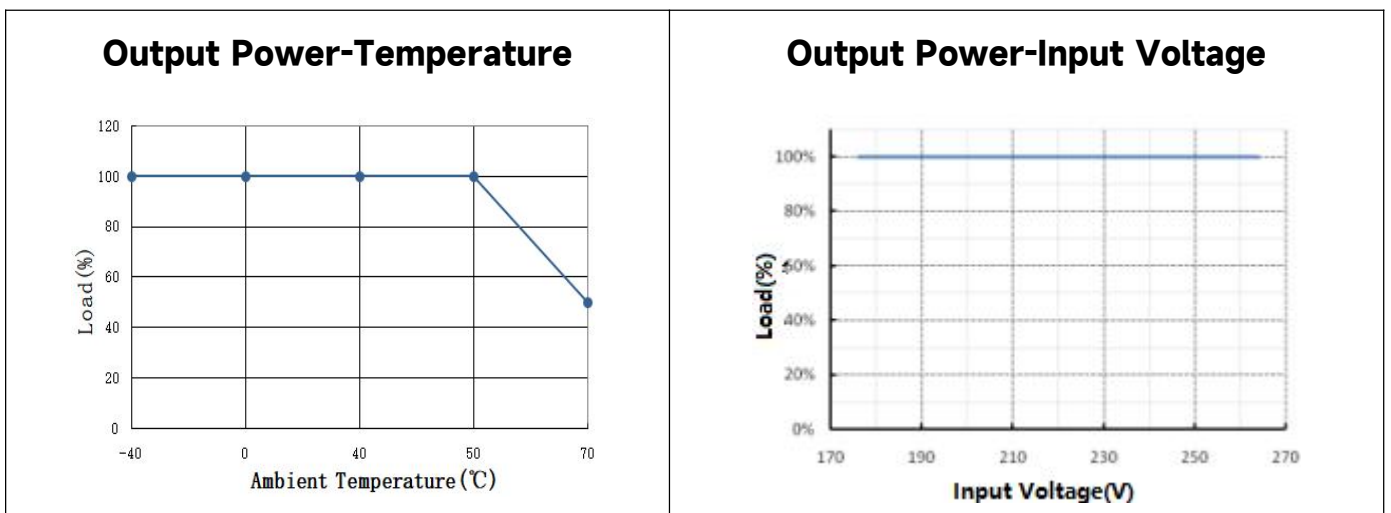 Output Power-Temperature
120
100
80
60
40
20
0
-40 0 40 50 70
Load(%)
Ambient Temperature(℃)
Output Power-Input Voltage
100%
80%
60%
40%
20%
0%
170 190 210 230 250 270
Load(%)
Input Voltage(V)